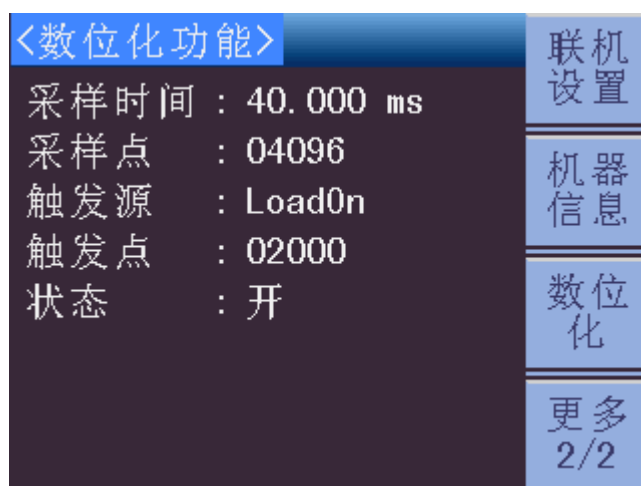 <数位化功能>
采样时间 : 40.000 ms
采样点 : 04096
触发源 : LoadOn
触发点 : 02000
状态 : 开
联机
设置
机器
信息
数位
化
更多
2/2